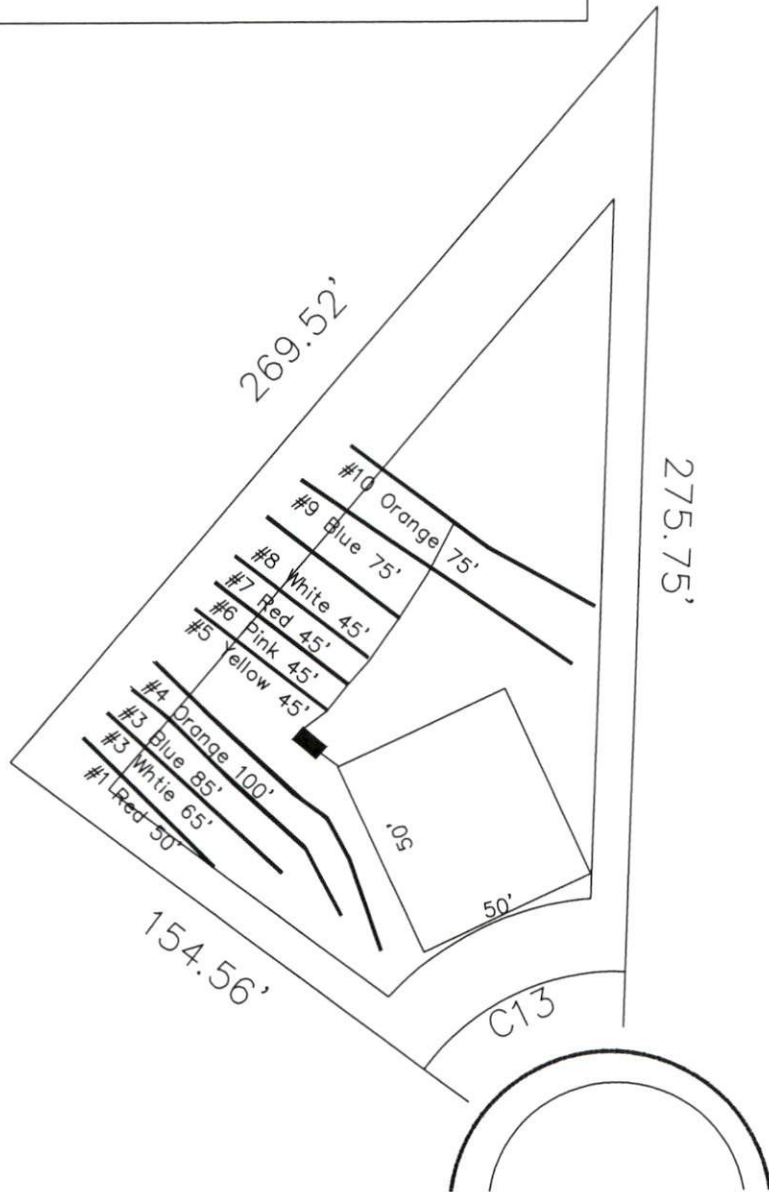 269.52'
275.75'
#10 Orange 75'
#9 Blue 75'
#8 White 45'
#7 Red 45'
#6 Pink 45'
#5 Yellow 45'
#4 Orange 100'
#3 Blue 85'
#3 Whtie 65'
#1 Red 50'
50'
50'
154.56'
C13